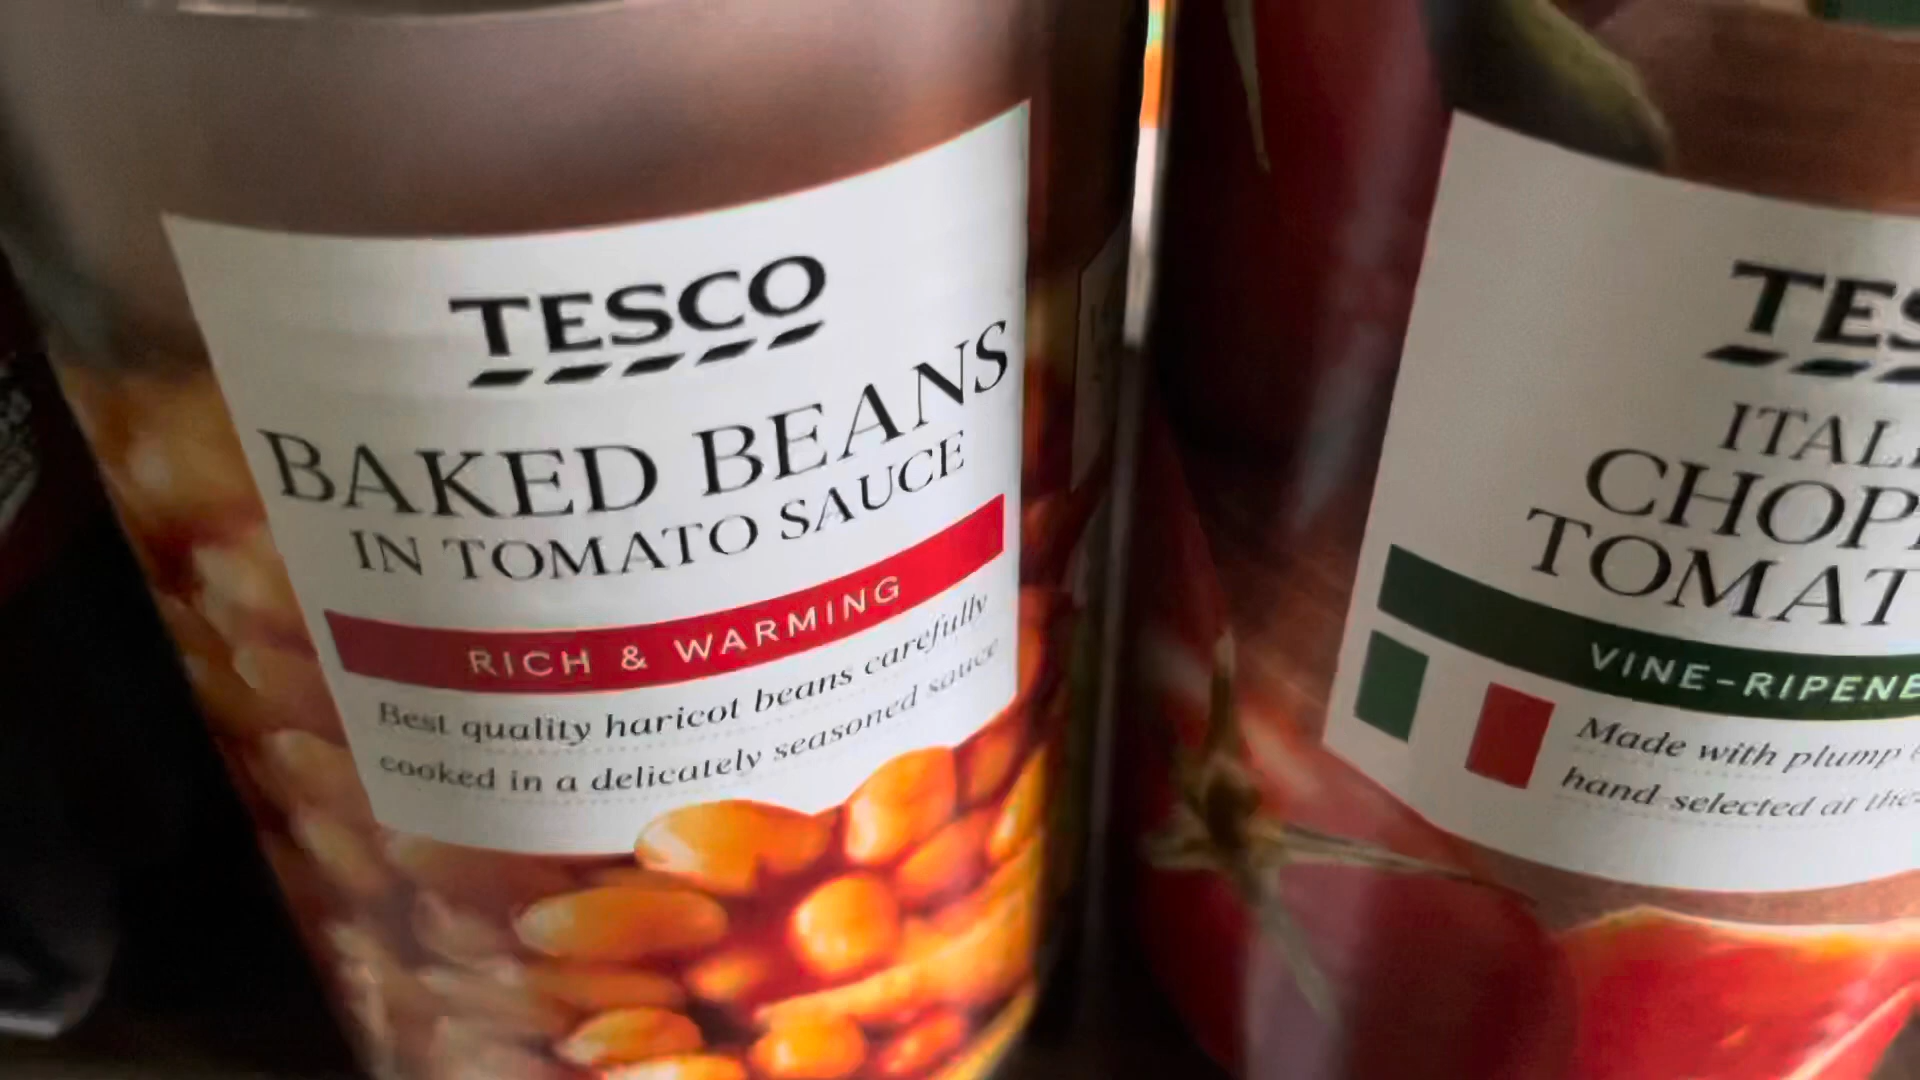 TESCO
BAKED BEANS
IN TOMATO SAUCE
RICH & WARMING
Best quality haricot beans carefully
cooked in a delicately seasoned sauce
TES
ITAL
CHOP
TOMAT
VINE-RIPENE
Made with plump
hand-selected at the